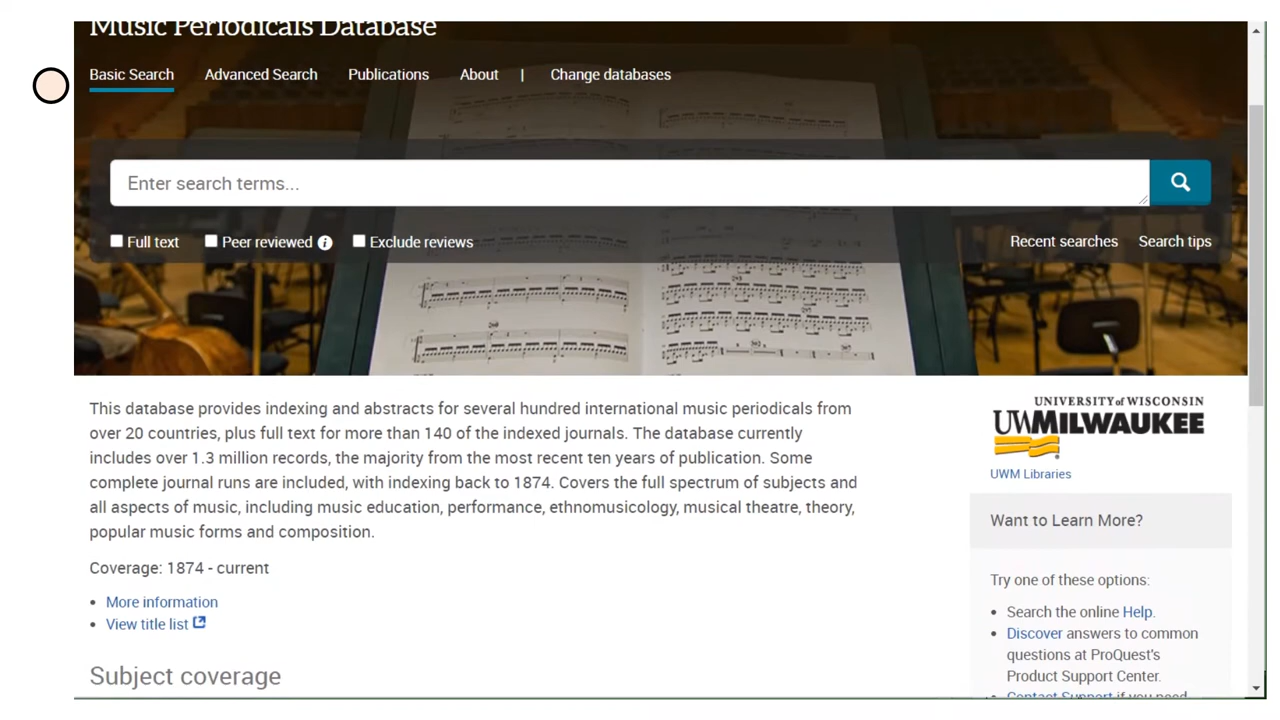 Music Periodicals Database
Basic Search Advanced Search Publications About | Change databases
Enter search terms...
Full text Peer reviewed i Exclude reviews Recent searches Search tips
This database provides indexing and abstracts for several hundred international music periodicals from
over 20 countries, plus full text for more than 140 of the indexed journals. The database currently
includes over 1.3 million records, the majority from the most recent ten years of publication. Some
complete journal runs are included, with indexing back to 1874. Covers the full spectrum of subjects and
all aspects of music, including music education, performance, ethnomusicology, musical theatre, theory,
popular music forms and composition.
Coverage: 1874 - current
• More information
• View title list
Subject coverage
UNIVERSITY of WISCONSIN
UWMILWAUKEE
UWM Libraries
Want to Learn More?
Try one of these options:
• Search the online Help.
• Discover answers to common
questions at ProQuest's
Product Support Center.
• Contact Support if you need